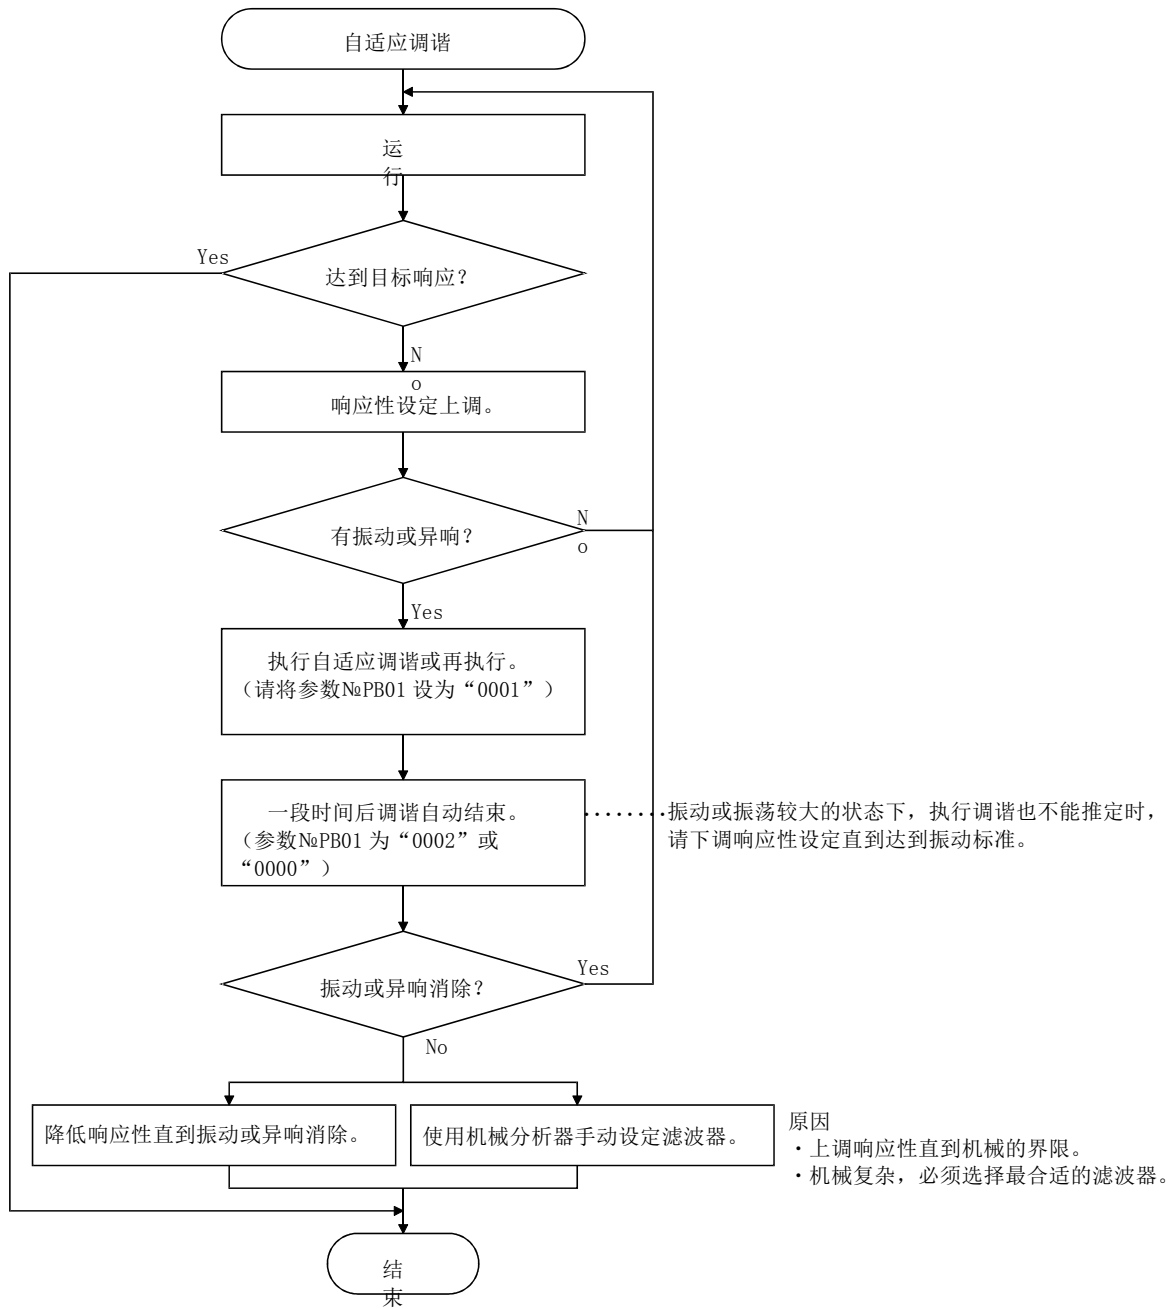 自适应调谐
运
行
Yes
达到目标响应？
N
o
响应性设定上调。
有振动或异响？
N
o
Yes
执行自适应调谐或再执行。
（请将参数№PB01 设为“0001”）
一段时间后调谐自动结束。
（参数№PB01 为“0002”或
“0000”）
········振动或振荡较大的状态下，执行调谐也不能推定时，
请下调响应性设定直到达到振动标准。
Yes
振动或异响消除？
No
降低响应性直到振动或异响消除。
使用机械分析器手动设定滤波器。
原因
・上调响应性直到机械的界限。
・机械复杂，必须选择最合适的滤波器。
结
束